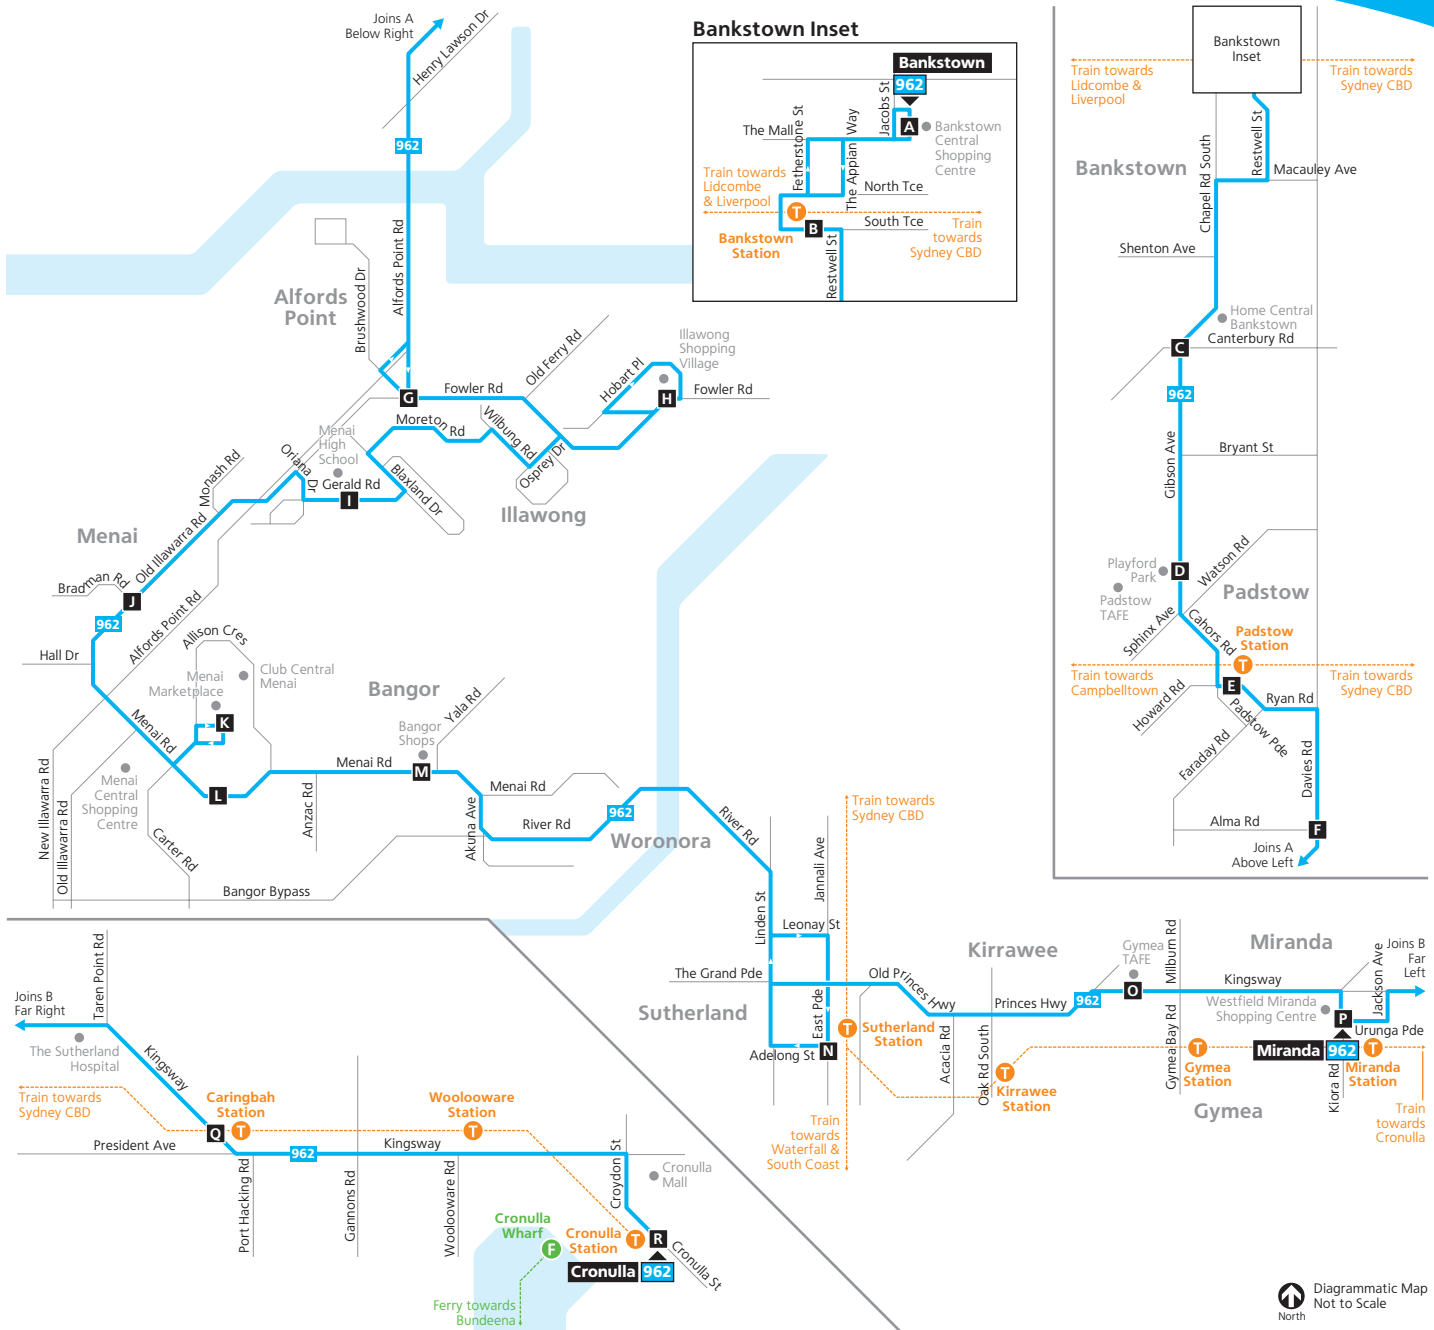 Joins A
Below Right
Henry Lawson Dr
962
Alfords Point Rd
Brushwood Dr
Alfords
Point
G
Fowler Rd
Old Ferry Rd
Hobart Pl
Illawong
Shopping
Village
H
Fowler Rd
Moreton Rd
Wilbung Rd
Osprey Dr
Illawong
Menai
High
School
Oriana Dr
Gerald Rd
I
Blaxland Dr
Monash Rd
Old Illawarra Rd
Menai
Bradman Rd
J
962
Hall Dr
Alfords Point Rd
Allison Cres
Menai
Marketplace
Club Central
Menai
K
Menai Rd
L
Menai
Central
Shopping
Centre
New Illawarra Rd
Old Illawarra Rd
Carter Rd
Bangor Bypass
Anzac Rd
Menai Rd
Bangor
Bangor
Shops
M
Yala Rd
Menai Rd
Akuna Ave
River Rd
962
Woronora
River Rd
Bankstown Inset
Bankstown
962
A
Bankstown
Central
Shopping
Centre
Jacobs St
The Mall
Fetherstone St
The Appian Way
North Tce
Train towards
Lidcombe
& Liverpool
T
Bankstown
Station
B
South Tce
Train
towards
Sydney CBD
Restwell St
Bankstown
Inset
Train towards
Lidcombe &
Liverpool
Train towards
Sydney CBD
Bankstown
Chapel Rd South
Restwell St
Macauley Ave
Shenton Ave
Home Central
Bankstown
C
Canterbury Rd
962
Gibson Ave
Bryant St
Playford
Park
D
Padstow
TAFE
Watson Rd
Padstow
Sphinx Ave
Cahors Rd
Padstow
Station
T
Train towards
Campbelltown
Train towards
Sydney CBD
E
Howard Rd
Padstow Pde
Ryan Rd
Faraday Rd
Davies Rd
Alma Rd
F
Joins A
Above Left
Train towards
Sydney CBD
Jannali Ave
Linden St
Leonay St
The Grand Pde
Sutherland
East Pde
Adelong St
N
T
Sutherland
Station
Train
towards
Waterfall &
South Coast
Old Princes Hwy
Acacia Rd
Kirrawee
Princes Hwy
Oak Rd South
T
Kirrawee
Station
962
Gymea
TAFE
O
Milburn Rd
Gymea Bay Rd
Kingsway
Miranda
Westfield Miranda
Shopping Centre
P
Jackson Ave
Joins B
Far
Left
Urunga Pde
Miranda
962
Kiora Rd
T
Gymea
Station
Gymea
T
Miranda
Station
Train
towards
Cronulla
Joins B
Far Right
Taren Point Rd
The Sutherland
Hospital
Kingsway
Train towards
Sydney CBD
Caringbah
Station
Q
T
President Ave
Port Hacking Rd
962
Gannons Rd
Woolooware
Station
T
Kingsway
Woolooware Rd
Croydon St
Cronulla
Mall
Cronulla
Wharf
F
Cronulla
Station
T
R
Cronulla St
Cronulla
962
Ferry towards
Bundeena
North
Diagrammatic Map
Not to Scale